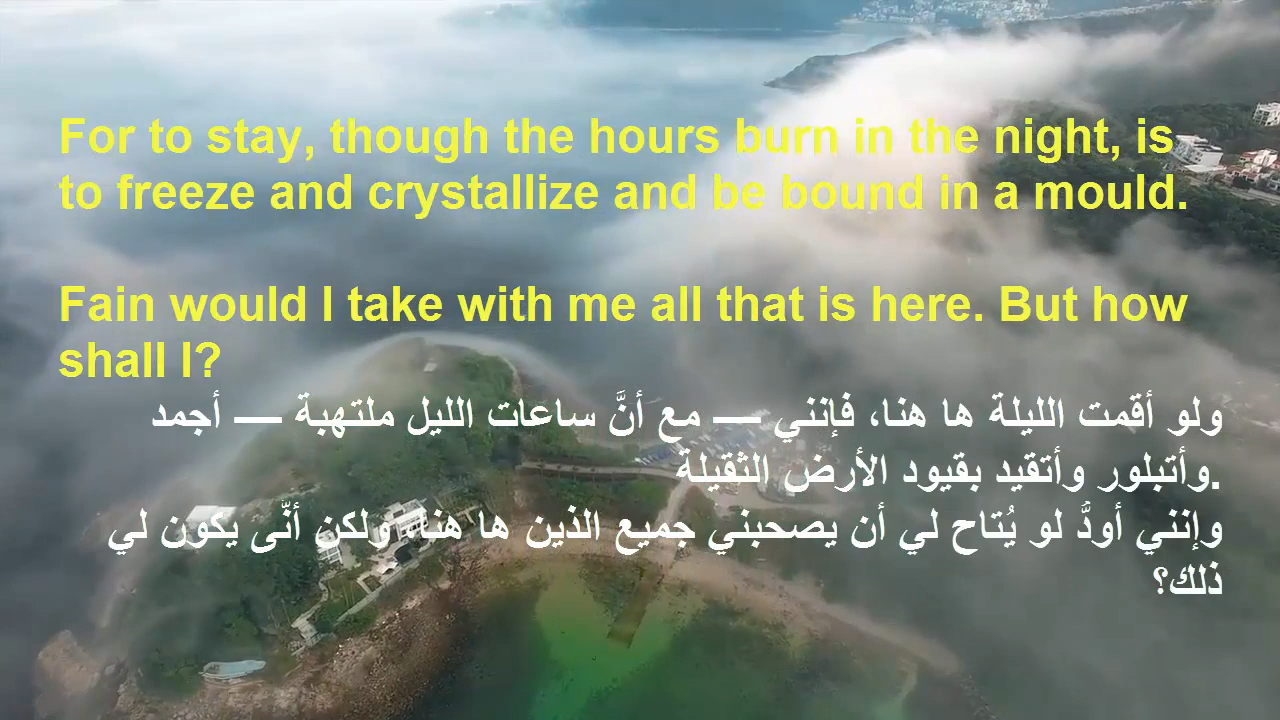 For to stay, though the hours burn in the night, is
to freeze and crystallize and be bound in a mould.
Fain would I take with me all that is here. But how
shall I?
ولو أقمت الليلة ها هنا، فإنني — مع أنَّ ساعات الليل ملتهبة — أجمد
وأتبلور وأتقيد بقيود الأرض الثقيلة.
وإنني أودُّ لو يُتاح لي أن يصحبني جميع الذين ها هنا، ولكن أنّى يكون لي
ذلك؟